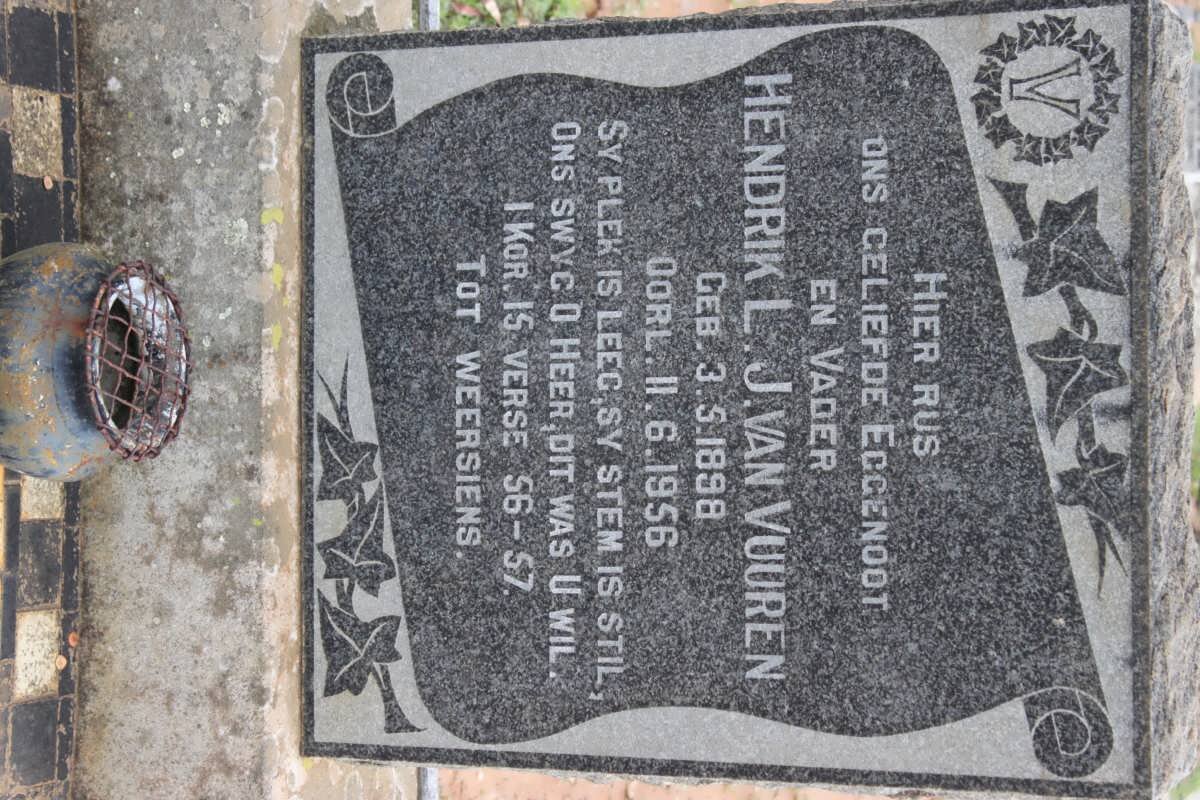 V
HIER RUS
ONS GELIEFDE EGGENOOT
EN VADER
HENDRIK L. J. VAN VUUREN
GEB. 3.5.1898
OORL. 11.6.1956
SY PLEK IS LEEG, SY STEM IS STIL,
ONS SWYG O HEER, DIT WAS U WIL.
1 KOR. 15 VERSE 56-57.
TOT WEERSIENS.